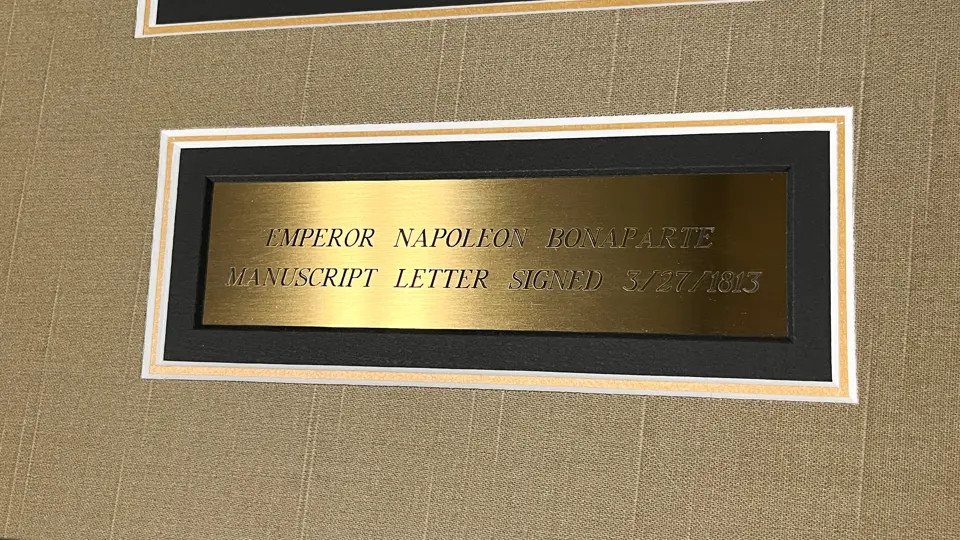 EMPEROR NAPOLEON BONAPARTE
MANUSCRIPT LETTER SIGNED 3/27/1813